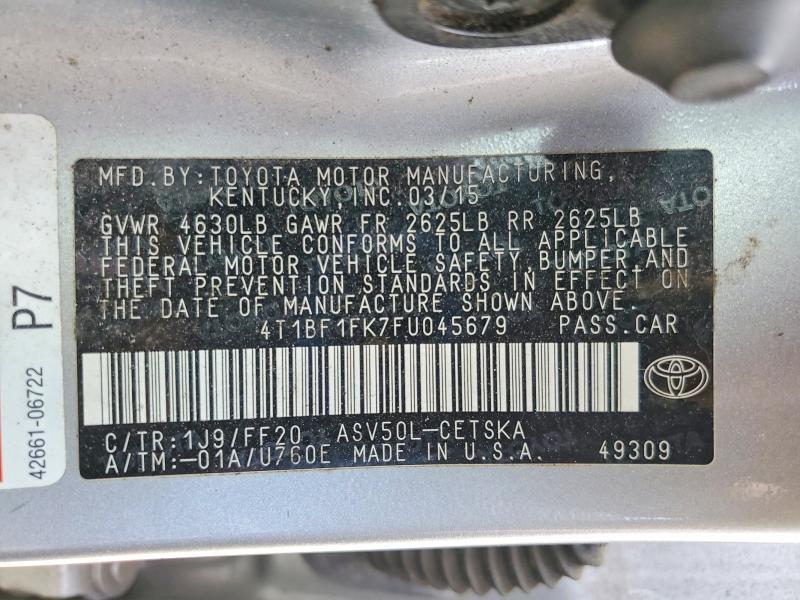 MFD. BY: TOYOTA MOTOR MANUFACTURING,
KENTUCKY, INC. 03/15
GVWR 4630LB GAWR FR 2625LB RR 2625LB
THIS VEHICLE CONFORMS TO ALL APPLICABLE
FEDERAL MOTOR VEHICLE SAFETY, BUMPER AND
THEFT PREVENTION STANDARDS IN EFFECT ON
THE DATE OF MANUFACTURE SHOWN ABOVE.
4T1BF1FK7FU045679 PASS. CAR
C/TR: 1J9/FF20 ASV50L-CETSKA
A/TM:-01A/U760E MADE IN U.S.A. 49309
P7
42661-06722